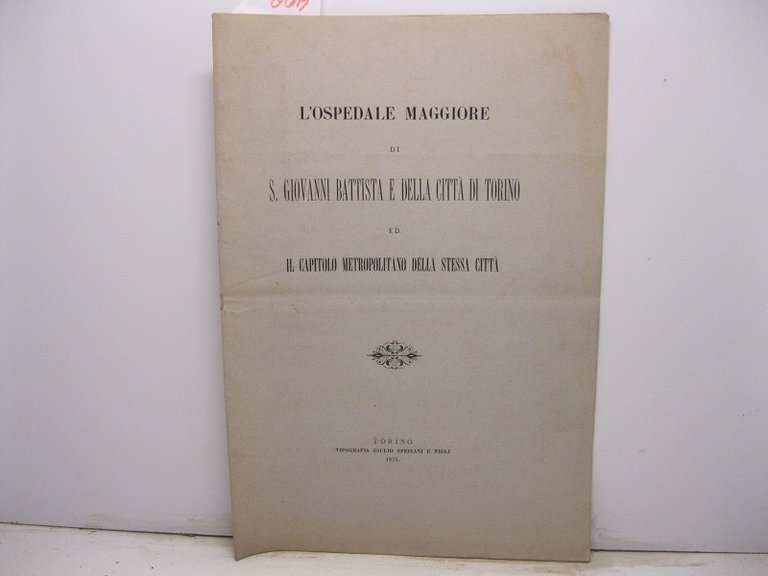 L'OSPEDALE MAGGIORE
DI
S. GIOVANNI BATTISTA E DELLA CITTÀ DI TORINO
ED
IL CAPITOLO METROPOLITANO DELLA STESSA CITTÀ
TORINO
TIPOGRAFIA GIULIO SPEIRANI E FIGLI